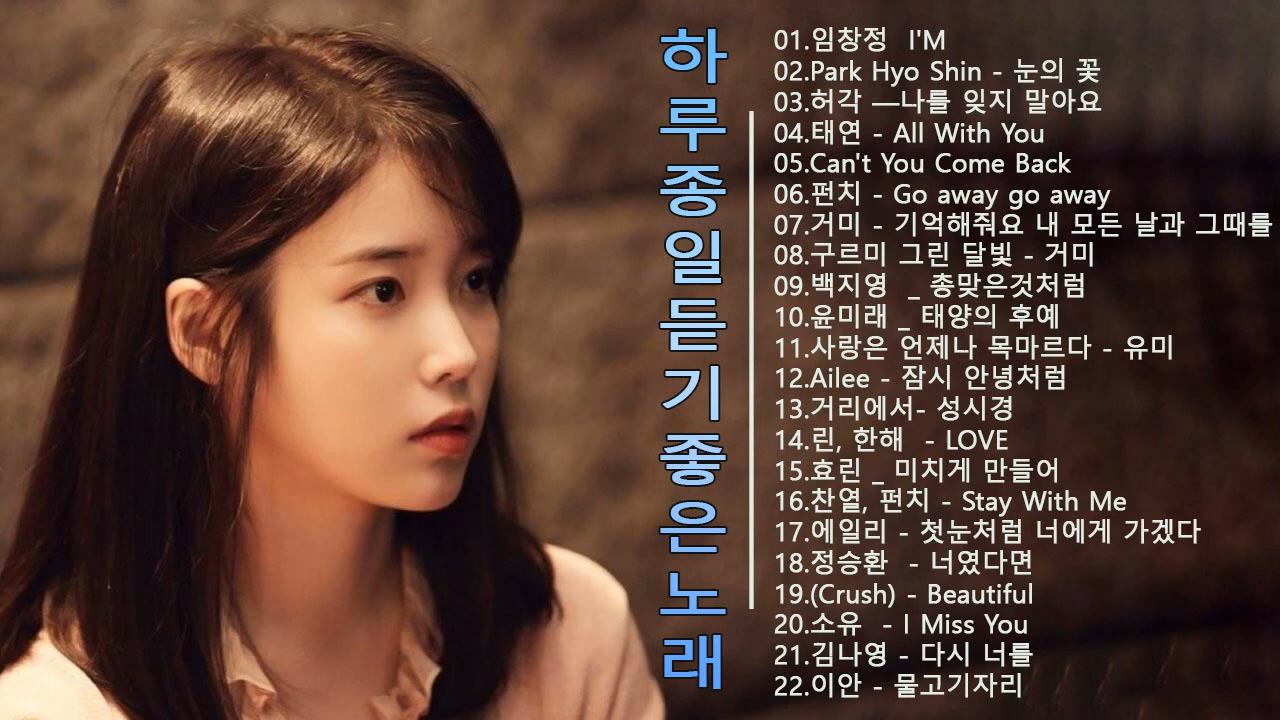 하루종일듣기좋은노래
01.임창정 I'M
02.Park Hyo Shin - 눈의 꽃
03.허각 —나를 잊지 말아요
04.태연 - All With You
05.Can't You Come Back
06.펀치 - Go away go away
07.거미 - 기억해줘요 내 모든 날과 그때를
08.구르미 그린 달빛 - 거미
09.백지영 _ 총맞은것처럼
10.윤미래 _ 태양의 후예
11.사랑은 언제나 목마르다 - 유미
12.Ailee - 잠시 안녕처럼
13.거리에서- 성시경
14.린, 한해 - LOVE
15.효린 _ 미치게 만들어
16.찬열, 펀치 - Stay With Me
17.에일리 - 첫눈처럼 너에게 가겠다
18.정승환 - 너였다면
19.(Crush) - Beautiful
20.소유 - I Miss You
21.김나영 - 다시 너를
22.이안 - 물고기자리